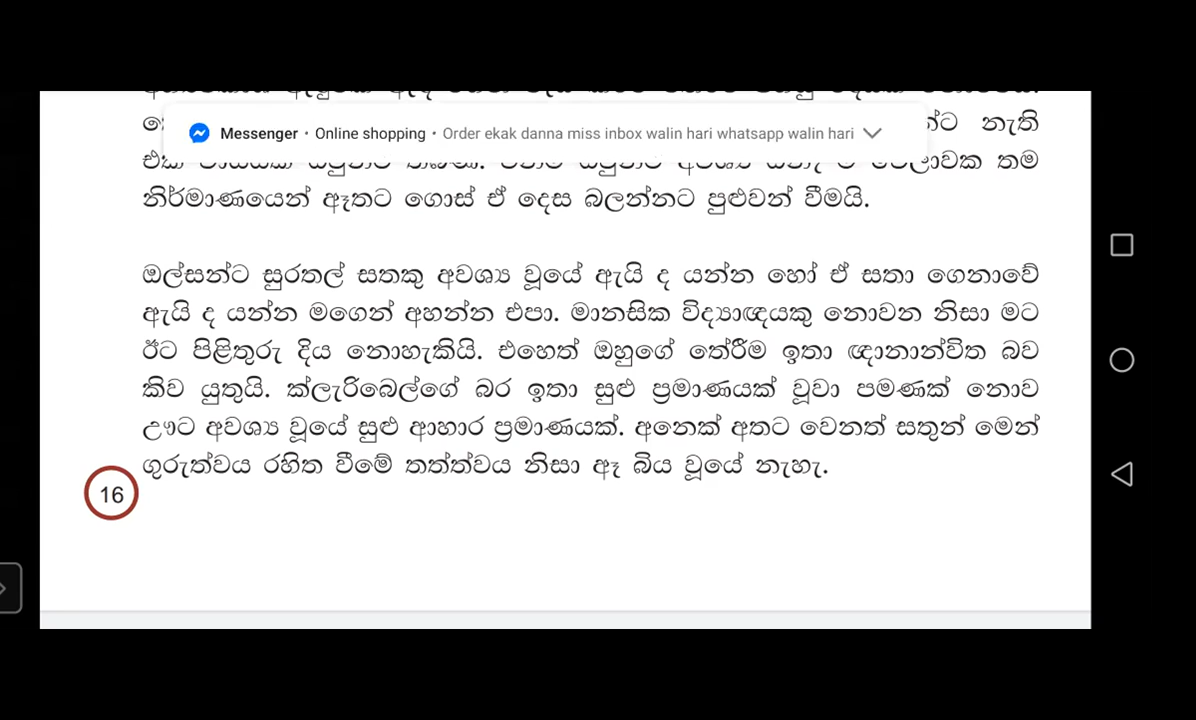 Messenger • Online shopping • Order ekak danna miss inbox walin hari whatsapp walin hari
න්ට නැති
තම
නිර්මාණයෙන් ඈතට ගොස් ඒ දෙස බලන්නට පුළුවන් වීමයි.
ඔල්සන්ට සුරතල් සතකු අවශ්‍ය වූයේ ඇයි ද යන්න හෝ ඒ සතා ගෙනාවේ
ඇයි ද යන්න මගෙන් අහන්න එපා. මානසික විද්‍යාඥයකු නොවන නිසා මට
ඊට පිළිතුරු දිය නොහැකියි. එහෙත් ඔහුගේ තේරීම ඉතා ඥානාන්විත බව
කිව යුතුයි. ක්ලැරිබෙල්ගේ බර ඉතා සුළු ප්‍රමාණයක් වූවා පමණක් නොව
ඌට අවශ්‍ය වූයේ සුළු ආහාර ප්‍රමාණයක්. අනෙක් අතට වෙනත් සතුන් මෙන්
ගුරුත්වය රහිත වීමේ තත්ත්වය නිසා ඈ බිය වූයේ නැහැ.
16